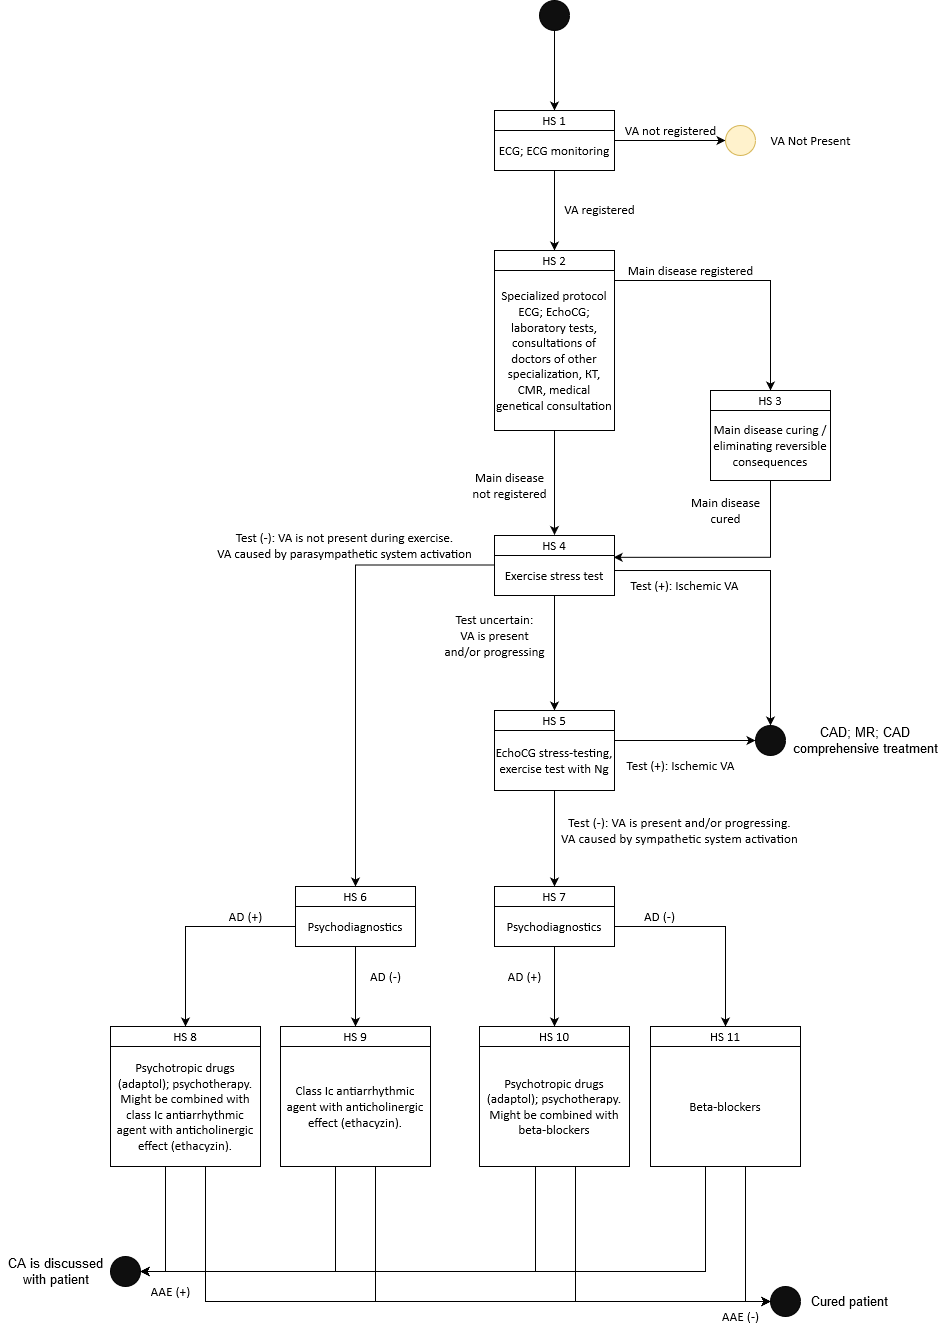 HS 1
ECG; ECG monitoring
VA not registered
VA Not Present
VA registered
HS 2
Specialized protocol
ECG; EchoCG;
laboratory tests,
consultations of
doctors of other
specialization, KT,
CMR, medical
genetical consultation
Main disease registered
HS 3
Main disease curing /
eliminating reversible
consequences
Main disease
not registered
Main disease
cured
HS 4
Exercise stress test
Test (-): VA is not present during exercise.
VA caused by parasympathetic system activation
Test (+): Ischemic VA
Test uncertain:
VA is present
and/or progressing
HS 5
EchoCG stress-testing,
exercise test with Ng
Test (+): Ischemic VA
CAD; MR; CAD
comprehensive treatment
Test (-): VA is present and/or progressing.
VA caused by sympathetic system activation
HS 6
Psychodiagnostics
HS 7
Psychodiagnostics
AD (+)
AD (-)
AD (+)
AD (-)
HS 8
Psychotropic drugs
(adaptol); psychotherapy.
Might be combined with
class Ic antiarrhythmic
agent with anticholinergic
effect (ethacyzin).
HS 9
Class Ic antiarrhythmic
agent with anticholinergic
effect (ethacyzin).
HS 10
Psychotropic drugs
(adaptol); psychotherapy.
Might be combined with
beta-blockers
HS 11
Beta-blockers
CA is discussed
with patient
AAE (+)
Cured patient
AAE (-)